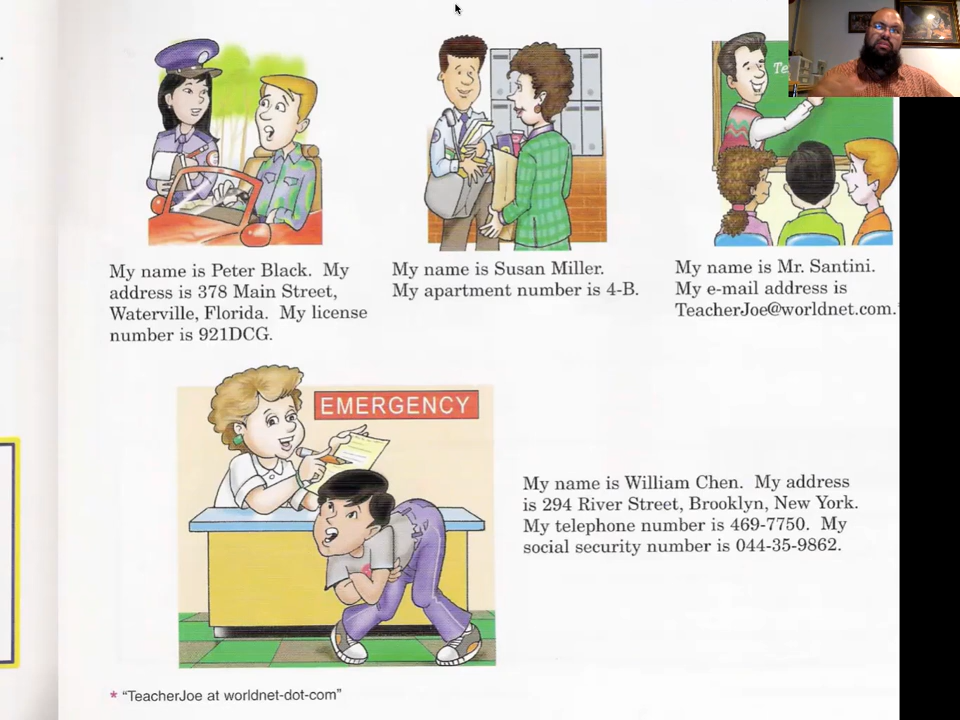 My name is Peter Black. My
address is 378 Main Street,
Waterville, Florida. My license
number is 921DCG.
My name is Susan Miller.
My apartment number is 4-B.
Te
My name is Mr. Santini.
My e-mail address is
TeacherJoe@worldnet.com.
EMERGENCY
My name is William Chen. My address
is 294 River Street, Brooklyn, New York.
My telephone number is 469-7750. My
social security number is 044-35-9862.
* "TeacherJoe at worldnet-dot-com"